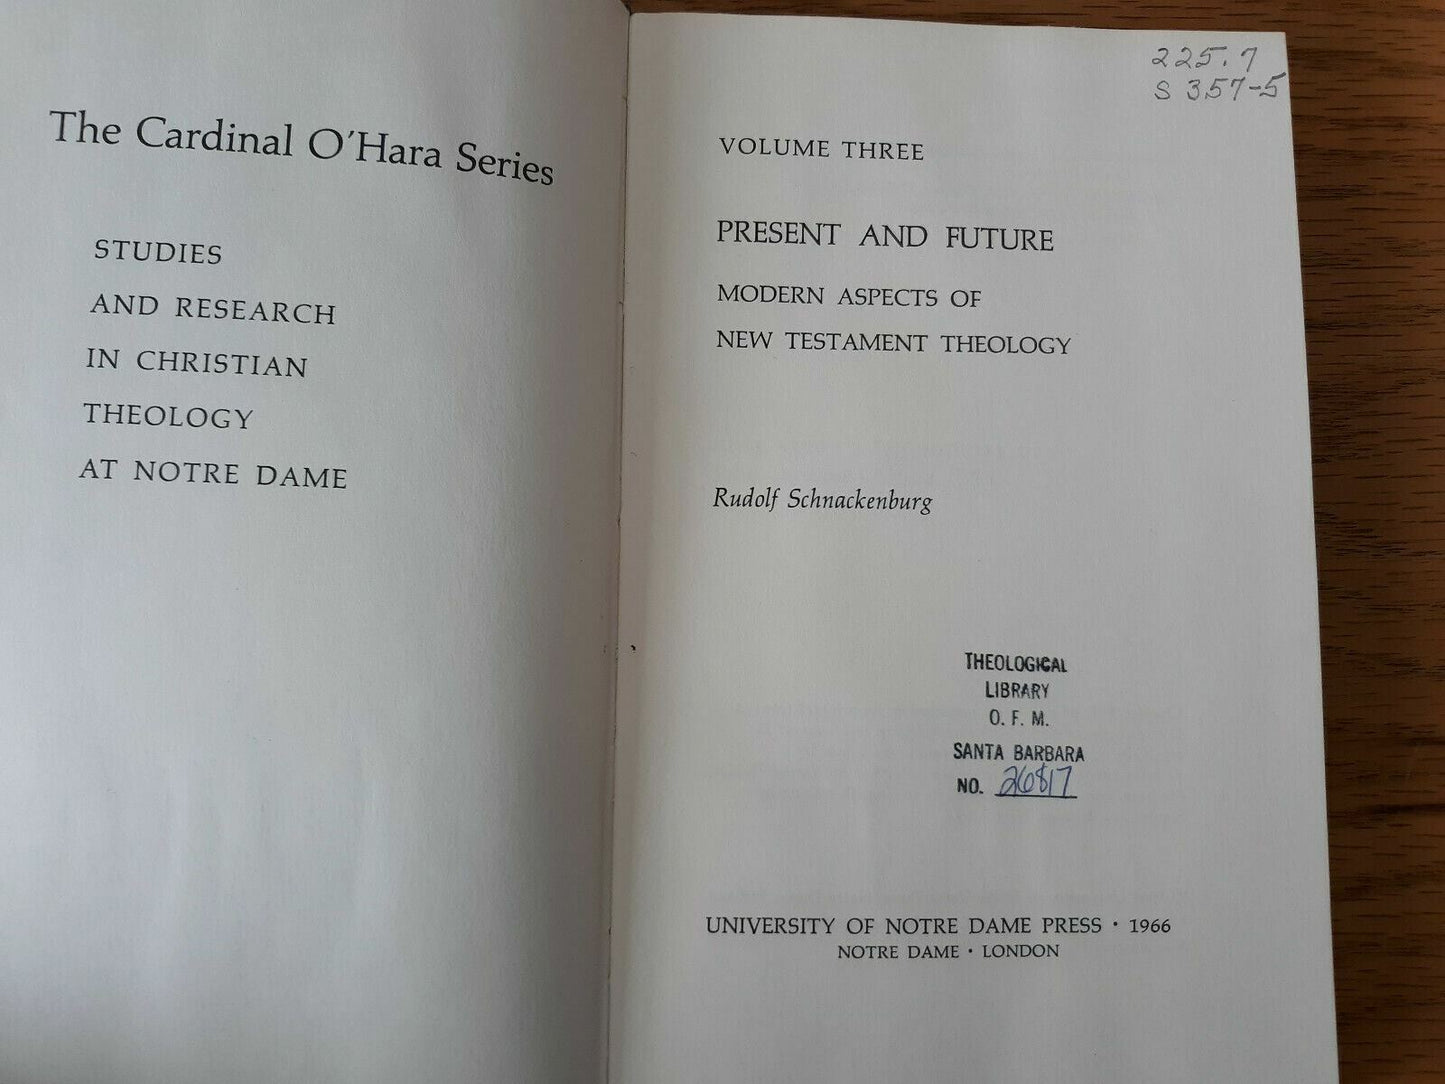 The Cardinal O'Hara Series
STUDIES
AND RESEARCH
IN CHRISTIAN
THEOLOGY
AT NOTRE DAME
225.7
S 357-5
VOLUME THREE
PRESENT AND FUTURE
MODERN ASPECTS OF
NEW TESTAMENT THEOLOGY
Rudolf Schnackenburg
THEOLOGICAL
LIBRARY
O. F. M.
SANTA BARBARA
NO. 26817
UNIVERSITY OF NOTRE DAME PRESS · 1966
NOTRE DAME · LONDON